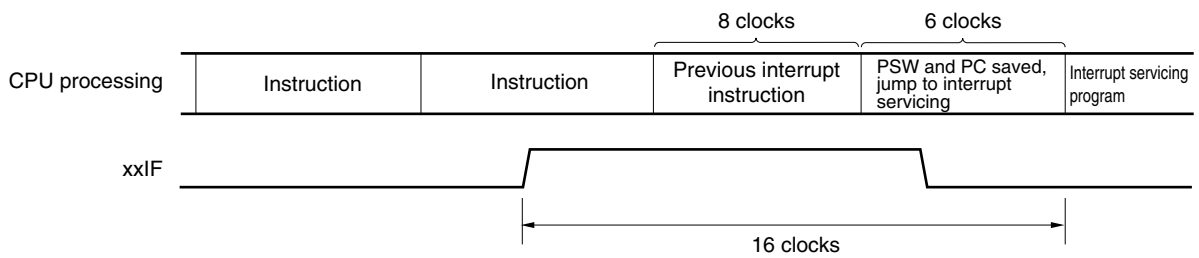 8 clocks
6 clocks
CPU processing
Instruction
Instruction
Previous interrupt
instruction
PSW and PC saved,
jump to interrupt
servicing
Interrupt servicing
program
xxIF
16 clocks